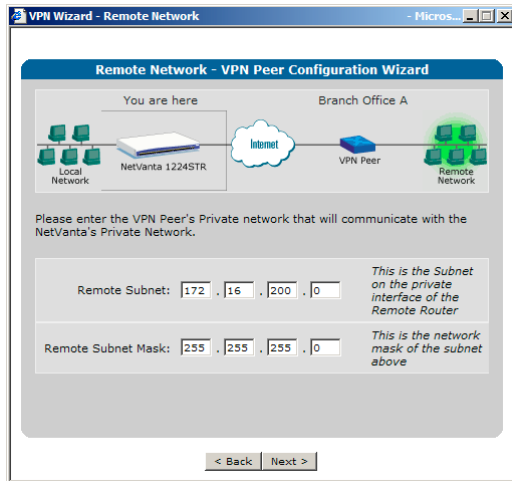 VPN Wizard - Remote Network - Micros...
Remote Network - VPN Peer Configuration Wizard
You are here
Branch Office A
Internet
Local
Network
NetVanta 1224STR
VPN Peer
Remote
Network
Please enter the VPN Peer's Private network that will communicate with the
NetVanta's Private Network.
Remote Subnet: 172 . 16 . 200 . 0
This is the Subnet
on the private
interface of the
Remote Router
Remote Subnet Mask: 255 . 255 . 255 . 0
This is the network
mask of the subnet
above
< Back Next >